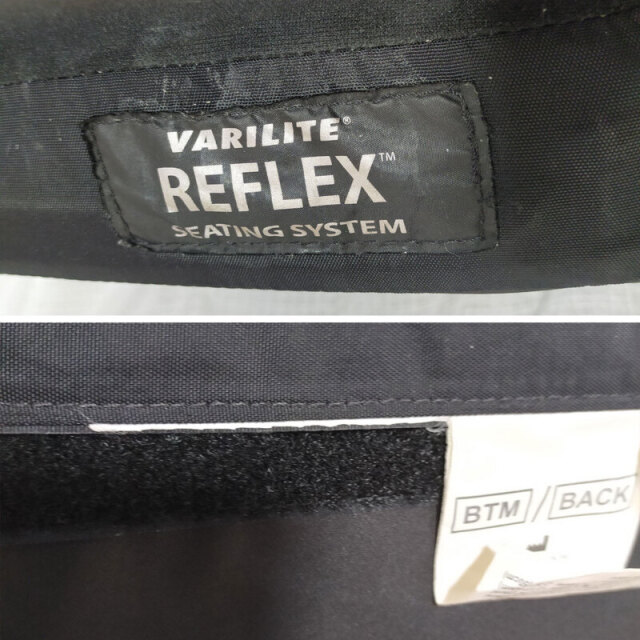 VARILITE®
REFLEX™
SEATING SYSTEM
BTM / BACK